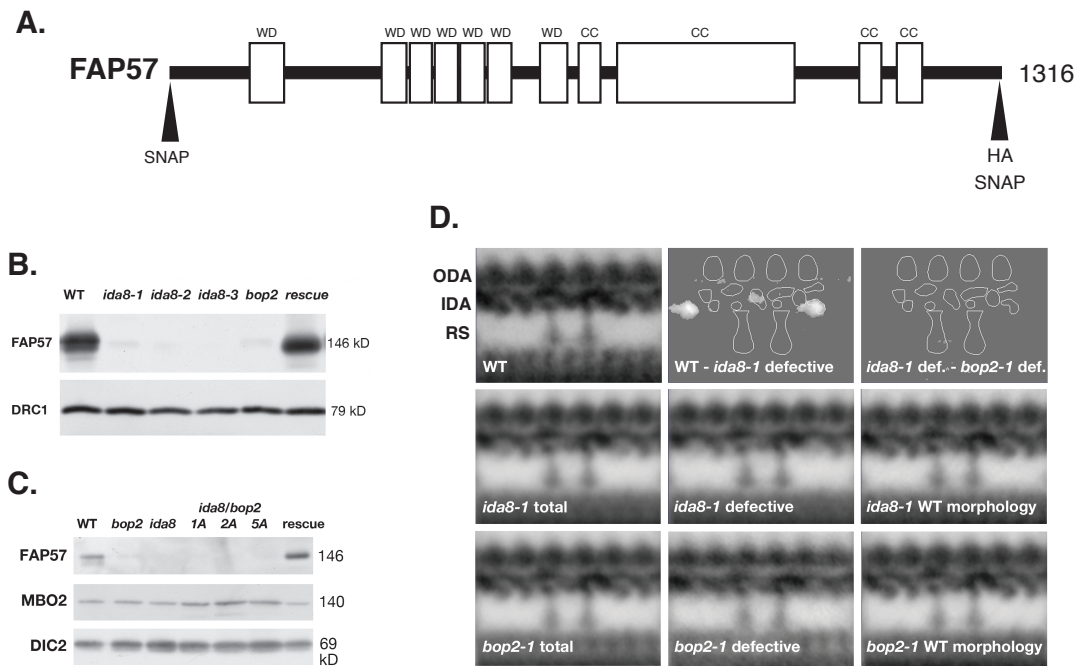 A.
WD WD WD WD WD WD WD CC CC CC CC
FAP57 1316
SNAP HA
SNAP
B.
WT ida8-1 ida8-2 ida8-3 bop2 rescue
FAP57 146 kD
DRC1 79 kD
C.
ida8/bop2
WT bop2 ida8 1A 2A 5A rescue
FAP57 146
MBO2 140
DIC2 69
kD
D.
ODA
IDA
RS
WT WT - ida8-1 defective ida8-1 def. - bop2-1 def.
ida8-1 total ida8-1 defective ida8-1 WT morphology
bop2-1 total bop2-1 defective bop2-1 WT morphology